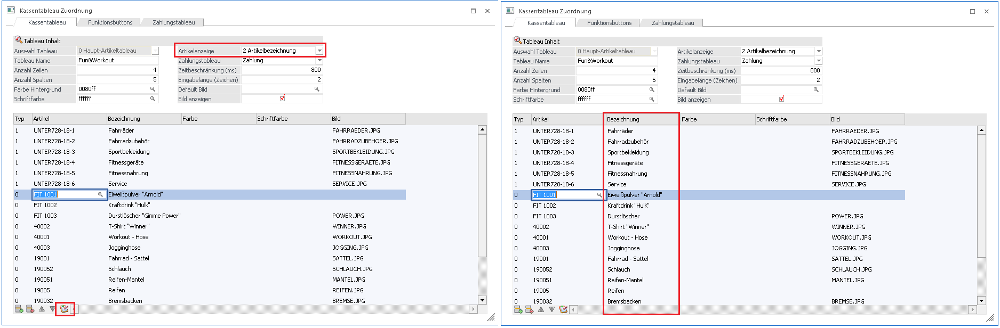 Kassentableau Zuordnung
Kassentableau Funktionsbuttons Zahlungstableau
Tableau Inhalt
Auswahl Tableau 0 Haupt-Artikeltableau Artikelanzeige 2 Artikelbezeichnung
Tableau Name Fun&Workout Zahlungstableau Zahlung
Anzahl Zeilen 4 Zeitbeschränkung (ms) 800
Anzahl Spalten 5 Eingabelänge (Zeichen) 2
Farbe Hintergrund 0080ff Default Bild
Schriftfarbe ffffff Bild anzeigen
Typ Artikel Bezeichnung Farbe Schriftfarbe Bild
1 UNTER728-18-1 Fahrräder FAHRRAEDER.JPG
1 UNTER728-18-2 Fahrradzubehör FAHRRADZUBEHOER.JPG
1 UNTER728-18-3 Sportbekleidung SPORTBEKLEIDUNG.JPG
1 UNTER728-18-4 Fitnessgeräte FITNESSGERAETE.JPG
1 UNTER728-18-5 Fitnessnahrung FITNESSNAHRUNG.JPG
1 UNTER728-18-6 Service SERVICE.JPG
0 FIT 1001 Eiweißpulver "Arnold"
0 FIT 1002 Kraftdrink "Hulk"
0 FIT 1003 Durstlöscher "Gimme Power" POWER.JPG
0 40002 T-Shirt "Winner" WINNER.JPG
0 40001 Workout - Hose WORKOUT.JPG
0 40003 Jogginghose JOGGING.JPG
0 19001 Fahrrad - Sattel SATTEL.JPG
0 190052 Schlauch SCHLAUCH.JPG
0 190051 Reifen-Mantel MANTEL.JPG
0 19005 Reifen REIFEN.JPG
0 190032 Bremsbacken BREMSE.JPG
Kassentableau Zuordnung
Kassentableau Funktionsbuttons Zahlungstableau
Tableau Inhalt
Auswahl Tableau 0 Haupt-Artikeltableau Artikelanzeige 2 Artikelbezeichnung
Tableau Name Fun&Workout Zahlungstableau Zahlung
Anzahl Zeilen 4 Zeitbeschränkung (ms) 800
Anzahl Spalten 5 Eingabelänge (Zeichen) 2
Farbe Hintergrund 0080ff Default Bild
Schriftfarbe ffffff Bild anzeigen
Typ Artikel Bezeichnung Farbe Schriftfarbe Bild
1 UNTER728-18-1 Fahrräder FAHRRAEDER.JPG
1 UNTER728-18-2 Fahrradzubehör FAHRRADZUBEHOER.JPG
1 UNTER728-18-3 Sportbekleidung SPORTBEKLEIDUNG.JPG
1 UNTER728-18-4 Fitnessgeräte FITNESSGERAETE.JPG
1 UNTER728-18-5 Fitnessnahrung FITNESSNAHRUNG.JPG
1 UNTER728-18-6 Service SERVICE.JPG
0 FIT 1001 Eiweißpulver "Arnold"
0 FIT 1002 Kraftdrink "Hulk"
0 FIT 1003 Durstlöscher POWER.JPG
0 40002 T-Shirt "Winner" WINNER.JPG
0 40001 Workout - Hose WORKOUT.JPG
0 40003 Jogginghose JOGGING.JPG
0 19001 Fahrrad - Sattel SATTEL.JPG
0 190052 Schlauch SCHLAUCH.JPG
0 190051 Reifen-Mantel MANTEL.JPG
0 19005 Reifen
0 190032 Bremsbacken BREMSE.JPG